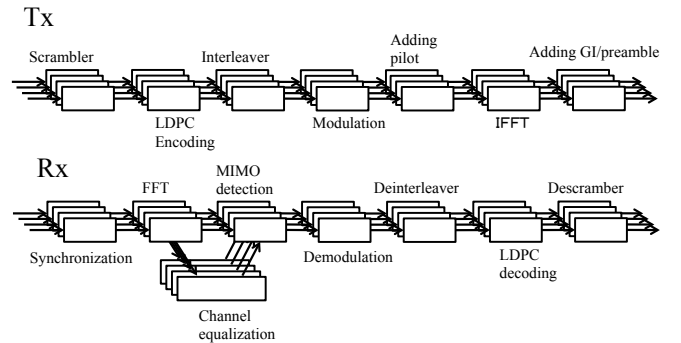 Tx
Scrambler
Interleaver
Adding
pilot
Adding GI/preamble
LDPC
Encoding
Modulation
IFFT
Rx
FFT
MIMO
detection
Deinterleaver
Descramber
Synchronization
Demodulation
LDPC
decoding
Channel
equalization